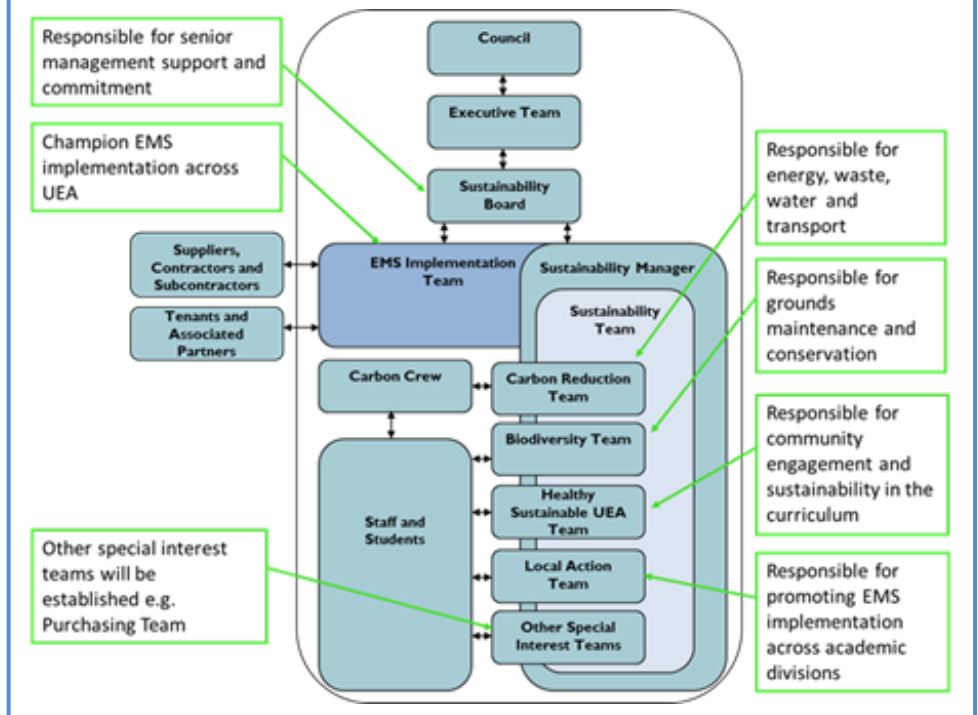 Responsible for senior
management support and
commitment
Champion EMS
implementation across
UEA
Council
Executive Team
Sustainability
Board
Suppliers,
Contractors and
Subcontractors
Tenants and
Associated
Partners
EMS Implementation
Team
Sustainability Manager
Sustainability
Team
Carbon Crew
Carbon Reduction
Team
Biodiversity Team
Healthy
Sustainable UEA
Team
Staff and
Students
Local Action
Team
Other Special
Interest Teams
Other special interest
teams will be
established e.g.
Purchasing Team
Responsible for
energy, waste,
water and
transport
Responsible for
grounds
maintenance and
conservation
Responsible for
community
engagement and
sustainability in the
curriculum
Responsible for
promoting EMS
implementation
across academic
divisions